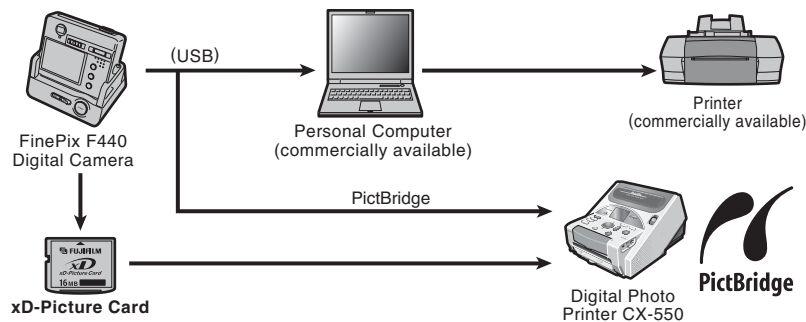 (USB)
FinePix F440
Digital Camera
Personal Computer
(commercially available)
Printer
(commercially available)
PictBridge
FUJIFILM
xD
xD-Picture Card
16MB
xD-Picture Card
Digital Photo
Printer CX-550
PictBridge